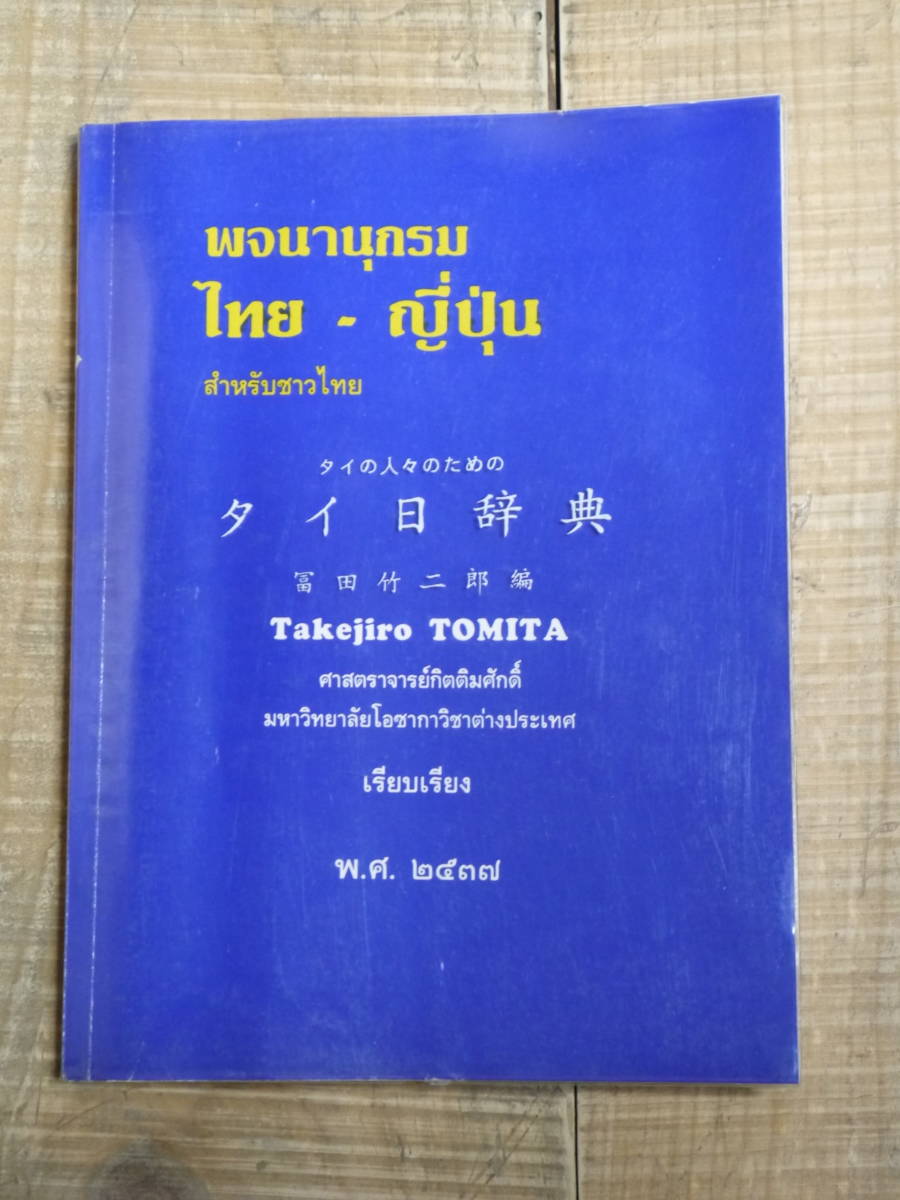 พจนานุกรม
ไทย - ญี่ปุ่น
สำหรับชาวไทย
タイの人々のための
タイ日辞典
冨田竹二郎編
Takejiro TOMITA
ศาสตราจารย์กิตติมศักดิ์
มหาวิทยาลัยโอซากาวิชาต่างประเทศ
เรียบเรียง
พ.ศ. ๒๕๓๗